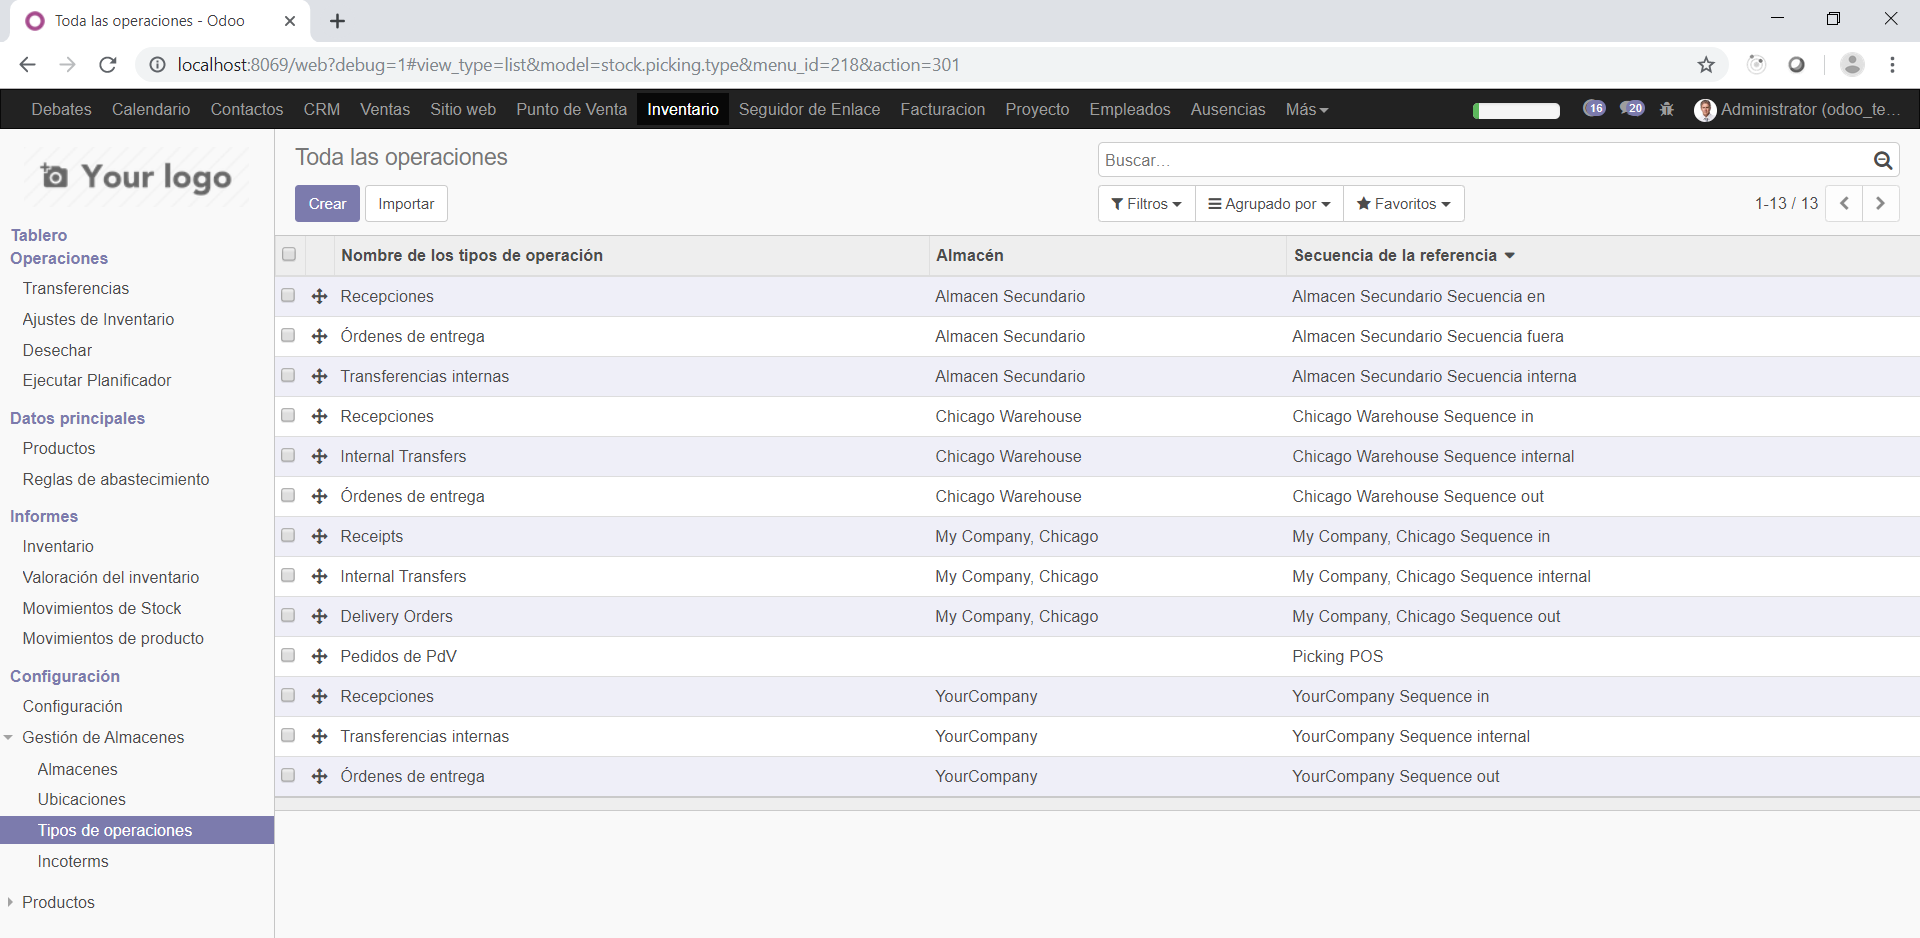 Toda las operaciones - Odoo
localhost:8069/web?debug=1#view_type=list&model=stock.picking.type&menu_id=218&action=301
Debates Calendario Contactos CRM Ventas Sitio web Punto de Venta Inventario Seguidor de Enlace Facturacion Proyecto Empleados Ausencias Más 16 20 Administrator (odoo_te...
Your logo
Tablero
Operaciones
Transferencias
Ajustes de Inventario
Desechar
Ejecutar Planificador
Datos principales
Productos
Reglas de abastecimiento
Informes
Inventario
Valoración del inventario
Movimientos de Stock
Movimientos de producto
Configuración
Configuración
Gestión de Almacenes
Almacenes
Ubicaciones
Tipos de operaciones
Incoterms
Productos
Toda las operaciones
Buscar...
Crear Importar
Filtros Agrupado por Favoritos 1-13 / 13
Nombre de los tipos de operación Almacén Secuencia de la referencia
Recepciones Almacen Secundario Almacen Secundario Secuencia en
Órdenes de entrega Almacen Secundario Almacen Secundario Secuencia fuera
Transferencias internas Almacen Secundario Almacen Secundario Secuencia interna
Recepciones Chicago Warehouse Chicago Warehouse Sequence in
Internal Transfers Chicago Warehouse Chicago Warehouse Sequence internal
Órdenes de entrega Chicago Warehouse Chicago Warehouse Sequence out
Receipts My Company, Chicago My Company, Chicago Sequence in
Internal Transfers My Company, Chicago My Company, Chicago Sequence internal
Delivery Orders My Company, Chicago My Company, Chicago Sequence out
Pedidos de PdV Picking POS
Recepciones YourCompany YourCompany Sequence in
Transferencias internas YourCompany YourCompany Sequence internal
Órdenes de entrega YourCompany YourCompany Sequence out